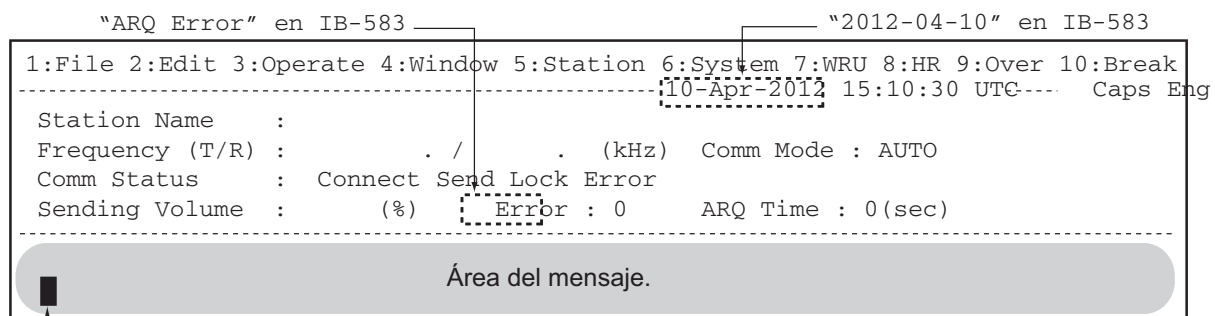 “ARQ Error” en IB-583 “2012-04-10” en IB-583
1:File 2:Edit 3:Operate 4:Window 5:Station 6:System 7:WRU 8:HR 9:Over 10:Break
10-Apr-2012 15:10:30 UTC Caps Eng
Station Name :
Frequency (T/R) : . / . (kHz) Comm Mode : AUTO
Comm Status : Connect Send Lock Error
Sending Volume : (%) Error : 0 ARQ Time : 0(sec)
Área del mensaje.